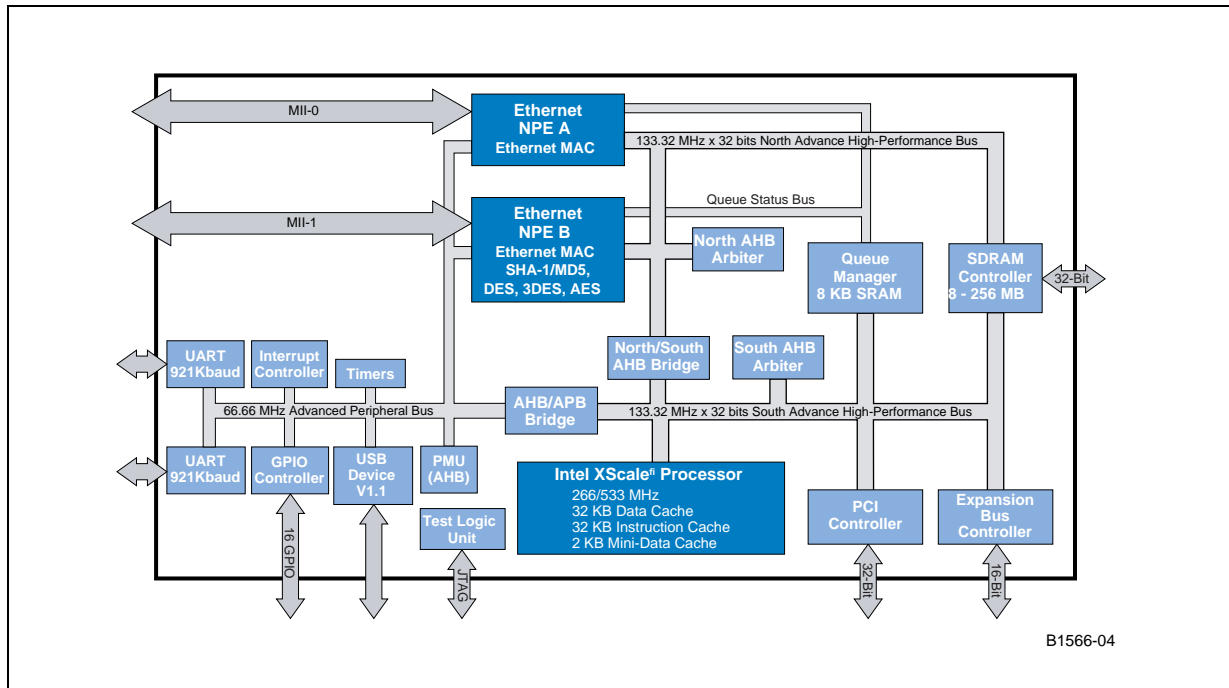 MII-0
Ethernet
NPE A
Ethernet MAC
133.32 MHz x 32 bits North Advance High-Performance Bus
MII-1
Ethernet
NPE B
Ethernet MAC
SHA-1/MD5,
DES, 3DES, AES
Queue Status Bus
North AHB
Arbiter
Queue
Manager
8 KB SRAM
SDRAM
Controller
8 - 256 MB
32-Bit
UART
921Kbaud
Interrupt
Controller
Timers
North/South
AHB Bridge
South AHB
Arbiter
66.66 MHz Advanced Peripheral Bus
AHB/APB
Bridge
133.32 MHz x 32 bits South Advance High-Performance Bus
UART
921Kbaud
GPIO
Controller
USB
Device
V1.1
PMU
(AHB)
Test Logic
Unit
Intel XScaleᶠⁱ Processor
266/533 MHz
32 KB Data Cache
32 KB Instruction Cache
2 KB Mini-Data Cache
PCI
Controller
Expansion
Bus
Controller
16 GPIO
JTAG
32-Bit
16-Bit
B1566-04